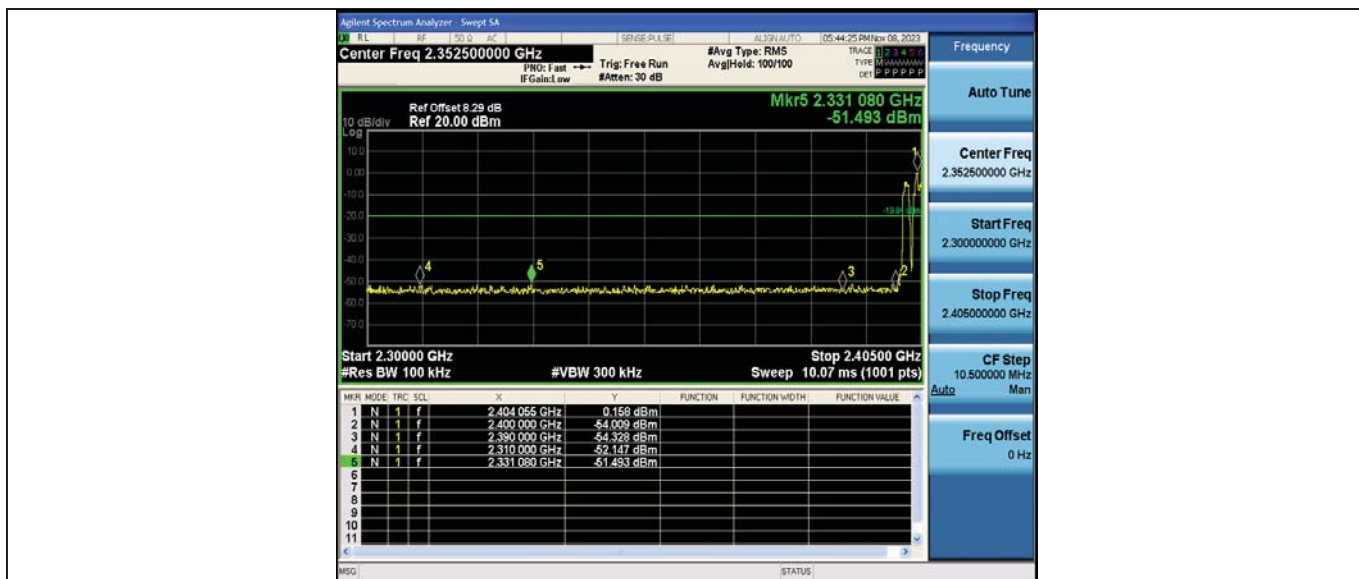 Agilent Spectrum Analyzer - Swept SA
RL RF 50 Ω AC SENSE:PULSE ALIGN AUTO 05:44:25 PM Nov 08, 2023
Center Freq 2.352500000 GHz
PNO: Fast
IFGain:Low
Trig: Free Run
#Atten: 30 dB
#Avg Type: RMS
Avg|Hold: 100/100
TRACE 1 2 3 4 5 6
TYPE M
DET P P P P P P
Mkr5 2.331 080 GHz
-51.493 dBm
Ref Offset 8.29 dB
10 dB/div Ref 20.00 dBm
Log
10.0
0.00
-10.0
-20.0
-30.0
-40.0
-50.0
-60.0
-70.0
1
dBm
4
5
3
2
Start 2.30000 GHz Stop 2.40500 GHz
#Res BW 100 kHz #VBW 300 kHz Sweep 10.07 ms (1001 pts)
MKR MODE TRC SCL X Y FUNCTION FUNCTION WIDTH FUNCTION VALUE
1 N 1 f 2.404 055 GHz 0.158 dBm
2 N 1 f 2.400 000 GHz -54.009 dBm
3 N 1 f 2.390 000 GHz -54.328 dBm
4 N 1 f 2.310 000 GHz -52.147 dBm
5 N 1 f 2.331 080 GHz -51.493 dBm
6
7
8
9
10
11
MSG STATUS
Frequency
Auto Tune
Center Freq
2.352500000 GHz
Start Freq
2.300000000 GHz
Stop Freq
2.405000000 GHz
CF Step
10.500000 MHz
Auto Man
Freq Offset
0 Hz